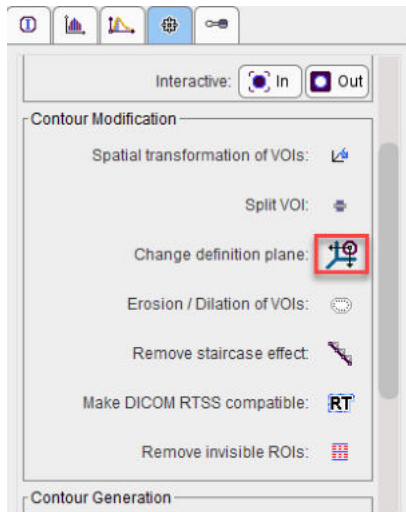 Interactive: In Out
Contour Modification
Spatial transformation of VOIs:
Split VOI:
Change definition plane:
Erosion / Dilation of VOIs:
Remove staircase effect:
Make DICOM RTSS compatible: RT
Remove invisible ROIs:
Contour Generation